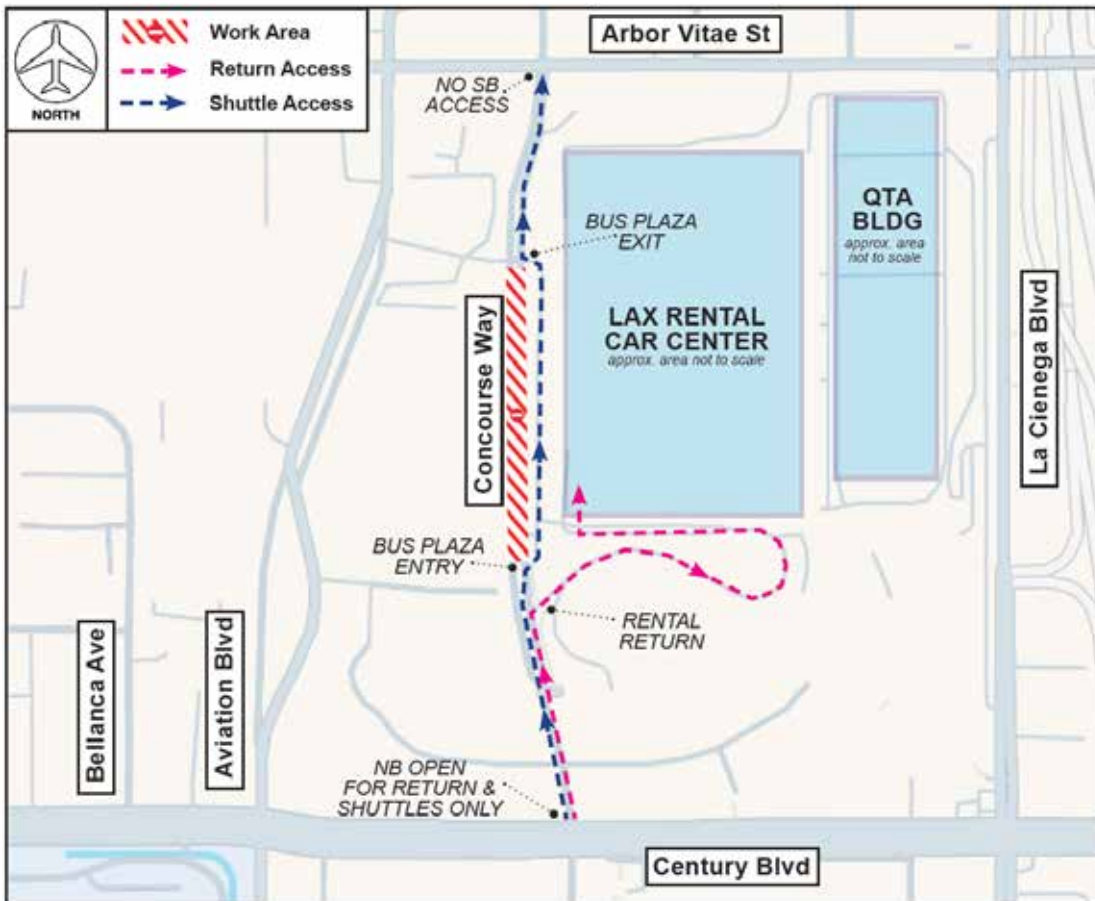 NORTH
Work Area
Return Access
Shuttle Access
Arbor Vitae St
NO SB
ACCESS
BUS PLAZA
EXIT
QTA
BLDG
approx. area
not to scale
LAX RENTAL
CAR CENTER
approx. area not to scale
Concourse Way
La Cienega Blvd
BUS PLAZA
ENTRY
RENTAL
RETURN
Bellanca Ave
Aviation Blvd
NB OPEN
FOR RETURN &
SHUTTLES ONLY
Century Blvd